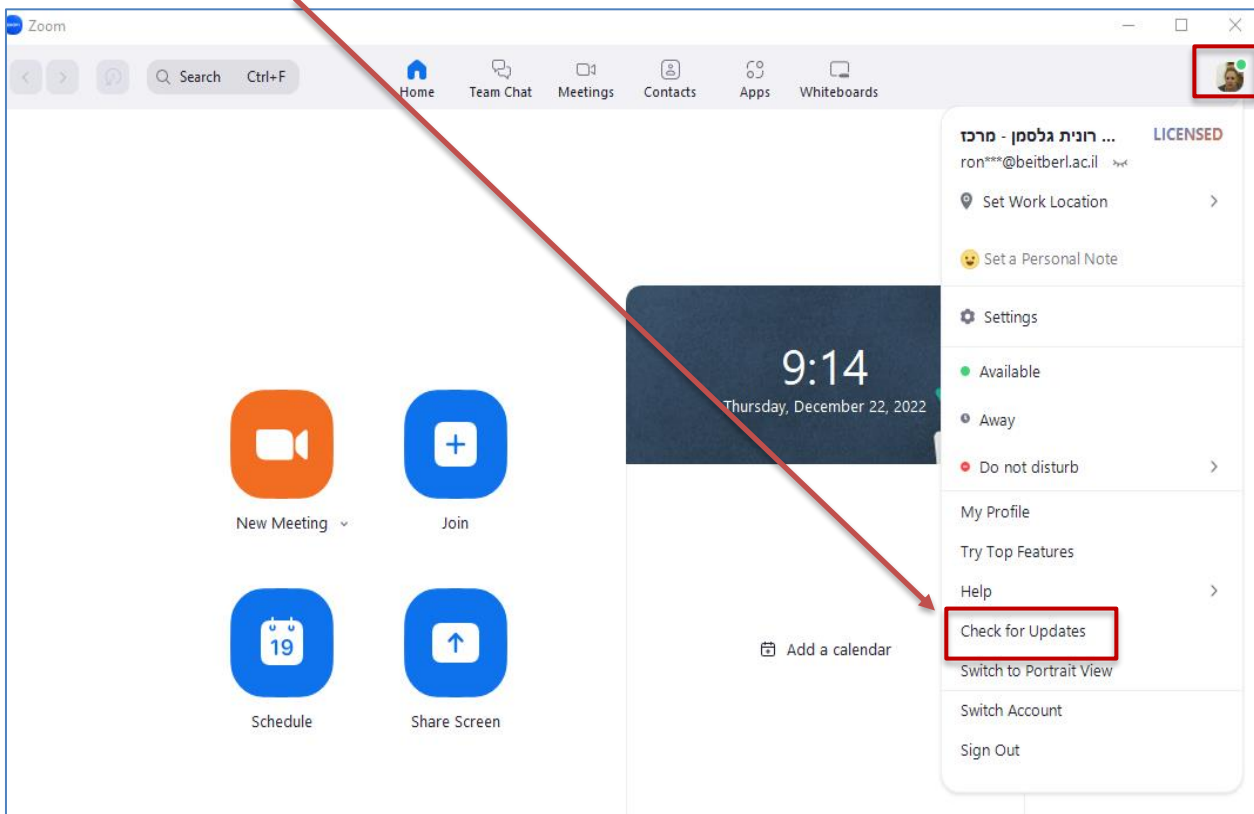 Zoom
Search Ctrl+F
Home
Team Chat
Meetings
Contacts
Apps
Whiteboards
רונית גלסמן - מרכז ...
LICENSED
ron***@beitberl.ac.il
Set Work Location
Set a Personal Note
Settings
9:14
Thursday, December 22, 2022
Available
Away
Do not disturb
New Meeting
Join
My Profile
Try Top Features
Help
Check for Updates
19
Add a calendar
Switch to Portrait View
Schedule
Share Screen
Switch Account
Sign Out